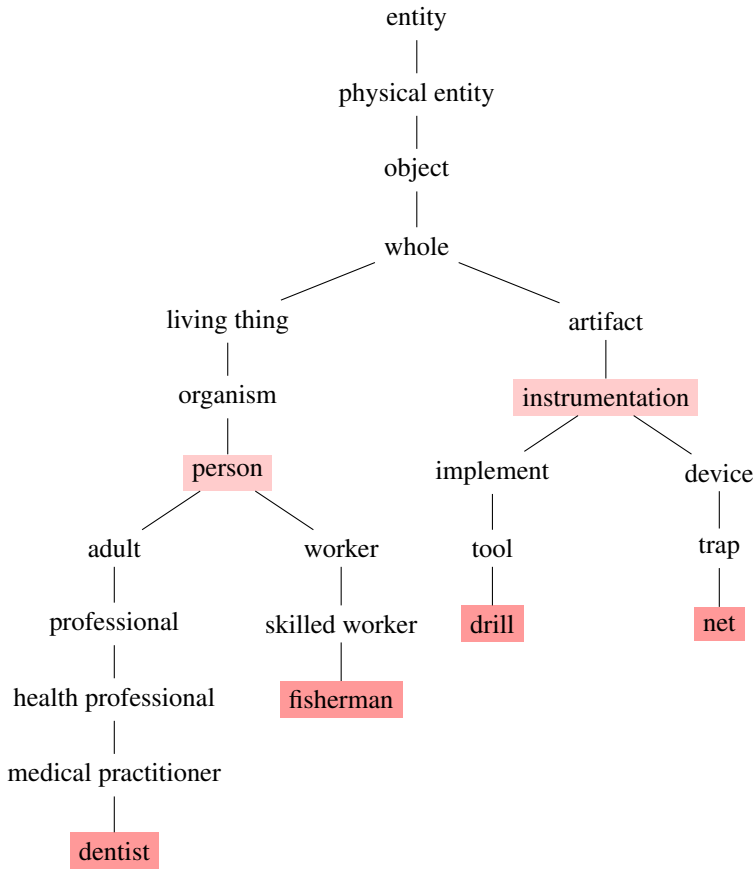 entity
physical entity
object
whole
living thing
artifact
organism
instrumentation
person
implement
device
adult
worker
tool
trap
professional
skilled worker
drill
net
health professional
fisherman
medical practitioner
dentist